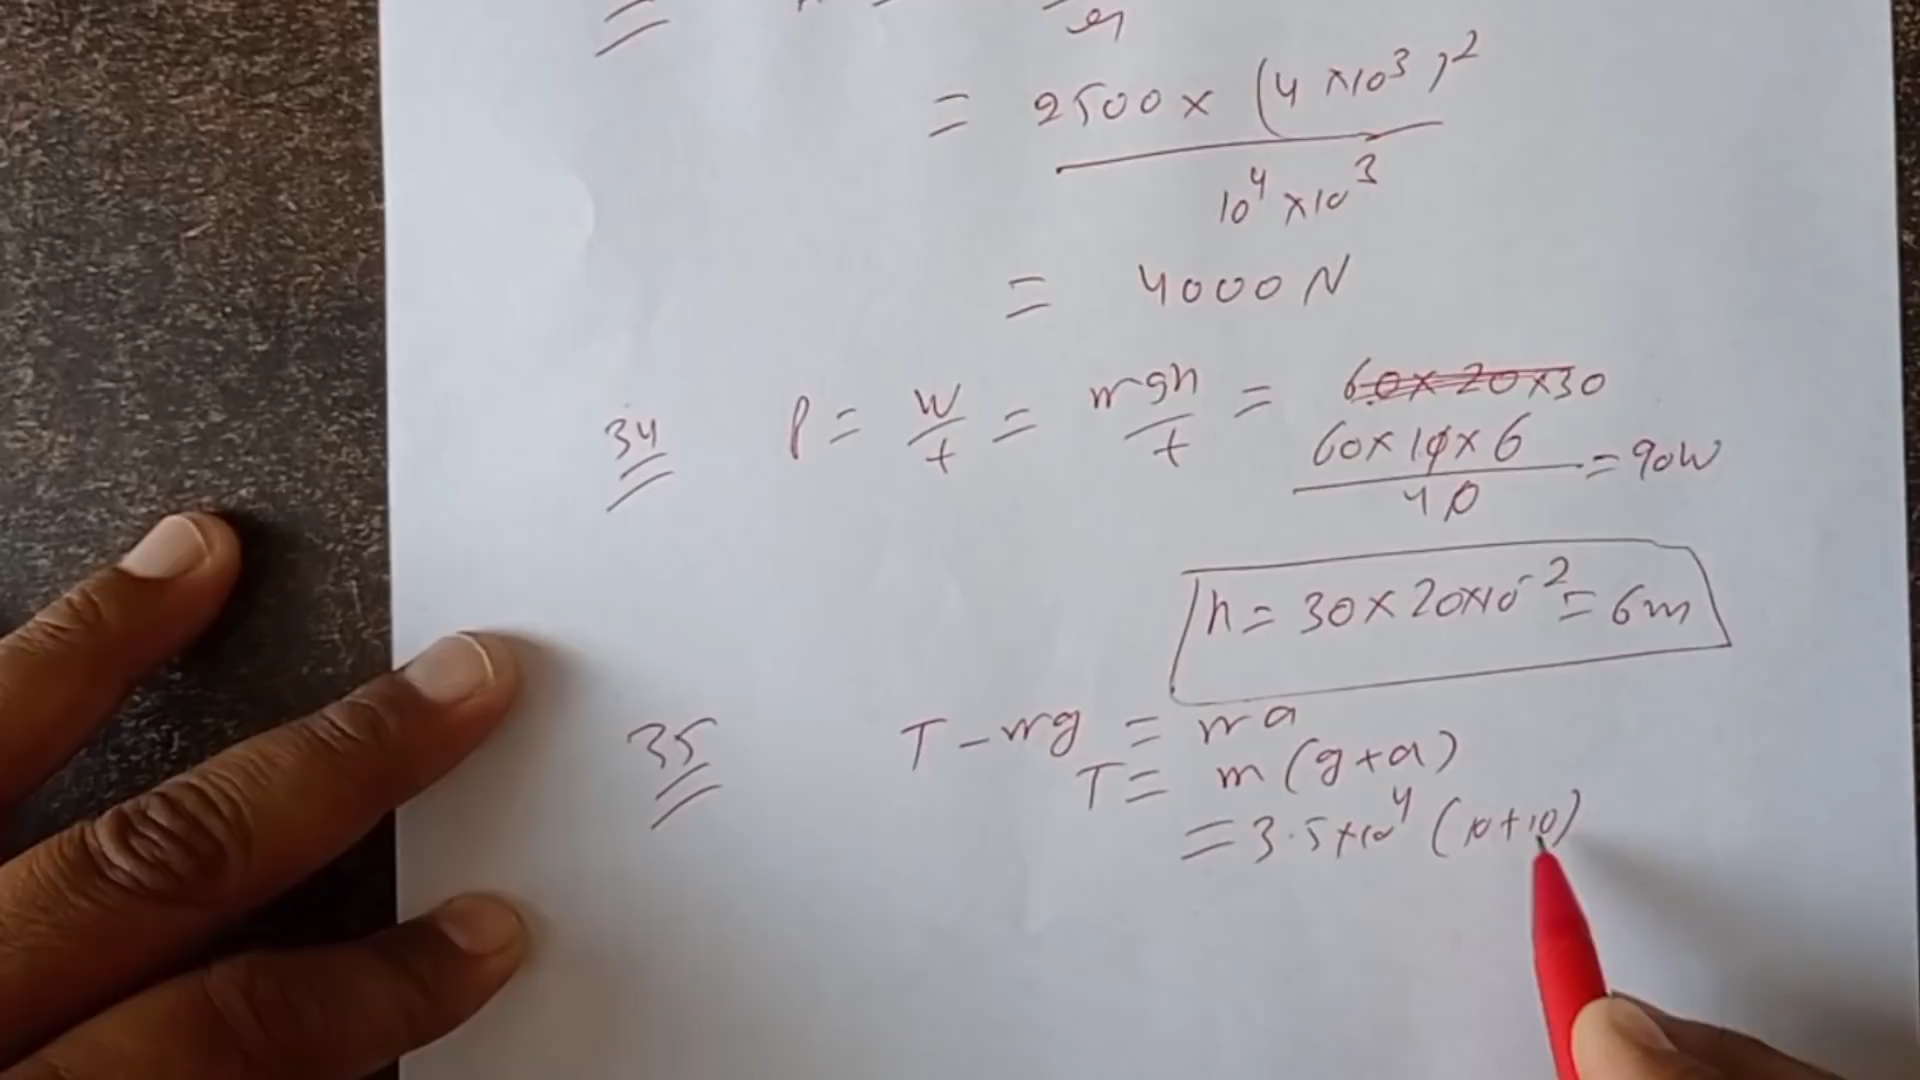 = 2500 × (4 × 10³)²
10⁴ × 10³
= 4000 N
34 P = W/t = mgh/t = 60 × 20 × 30
60 × 10 × 6 / 40 = 90W
h = 30 × 20 × 10⁻² = 6m
35 T - mg = ma
T = m (g + a)
= 3.5 × 10⁴ (10 + 10)